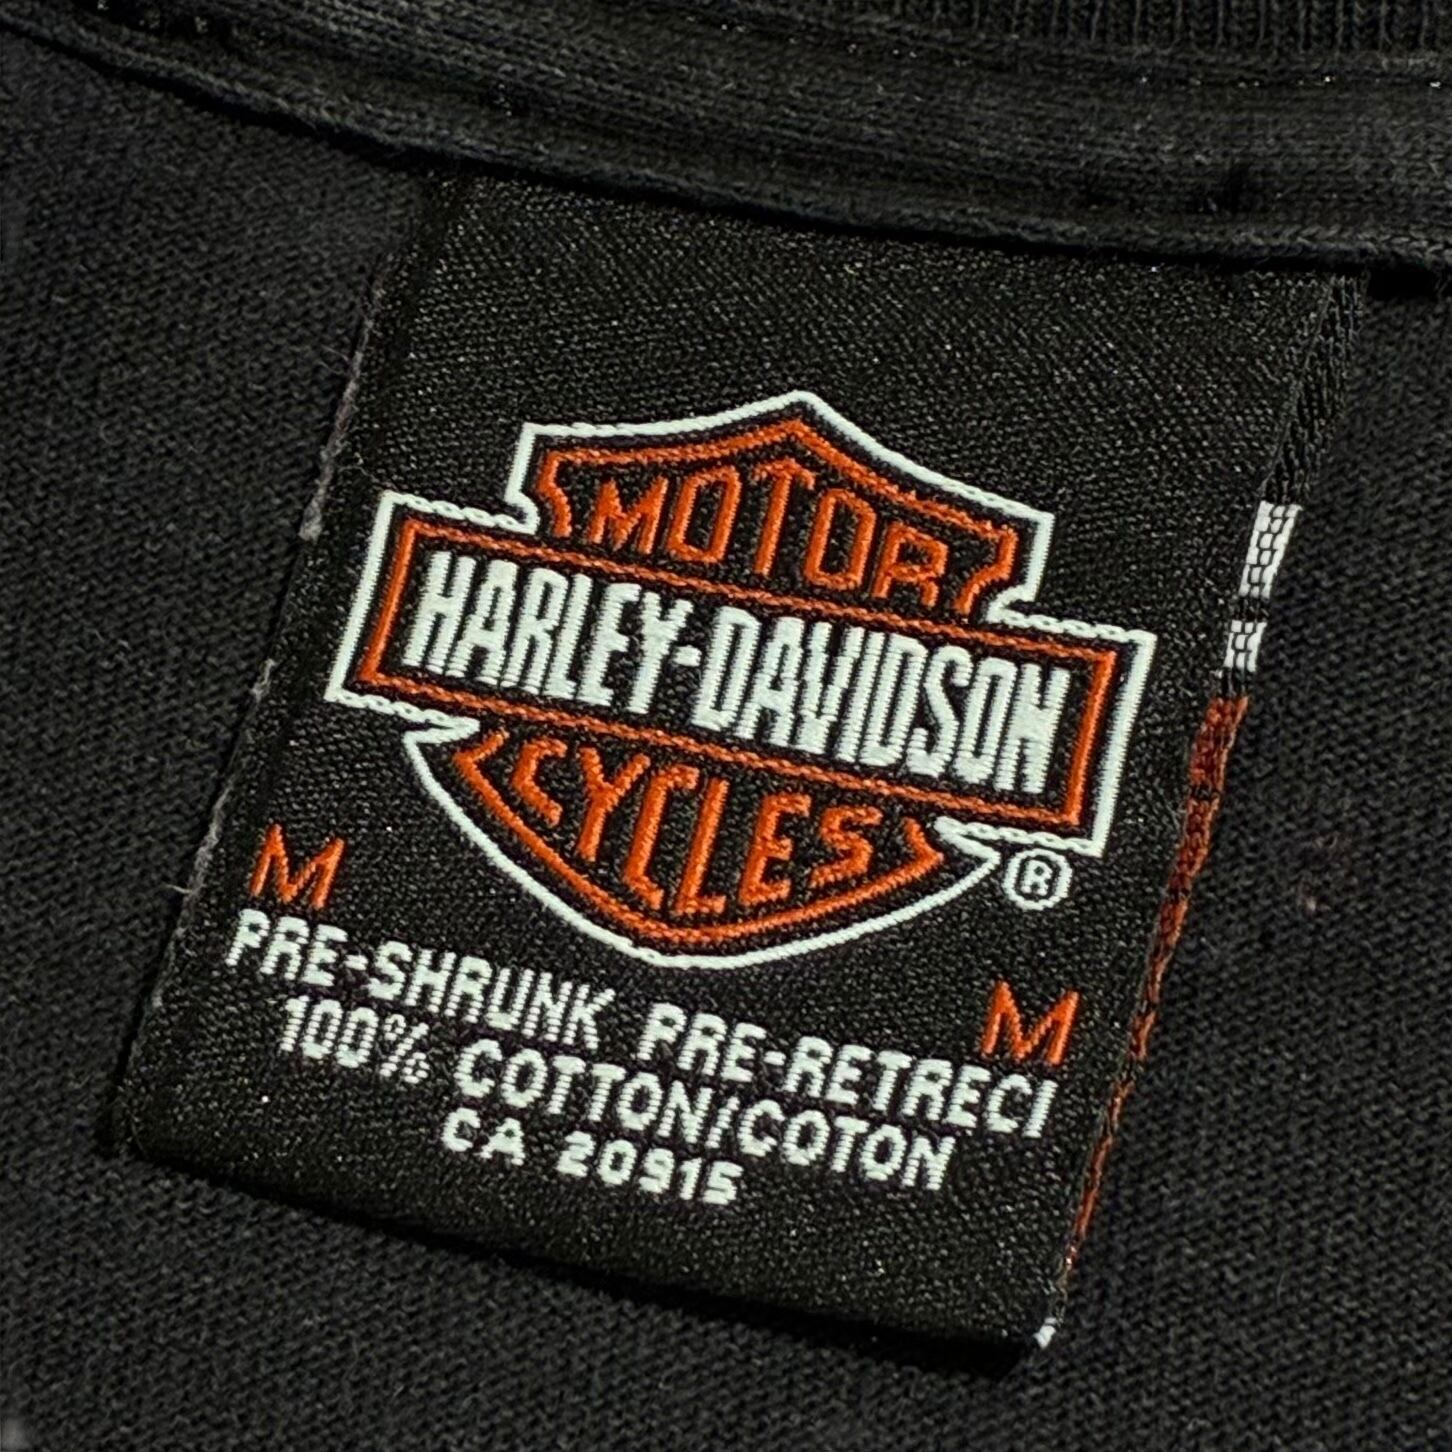 MOTOR
HARLEY-DAVIDSON
CYCLES
®
M
M
PRE-SHRUNK PRE-RETRECI
100% COTTON/COTON
CA 20915